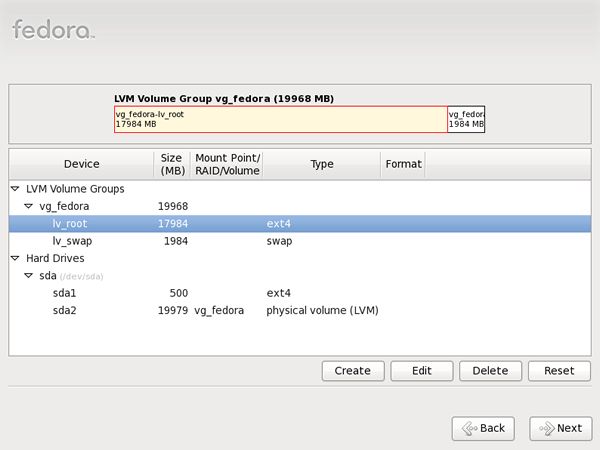 fedora
LVM Volume Group vg_fedora (19968 MB)
vg_fedora-lv_root
17984 MB
1984 MB
Device Size (MB) Mount Point/ RAID/Volume Type Format
LVM Volume Groups
vg_fedora 19968
lv_root 17984 ext4
lv_swap 1984 swap
Hard Drives
sda (/dev/sda)
sda1 500 ext4
sda2 19979 vg_fedora physical volume (LVM)
Create Edit Delete Reset
Back Next